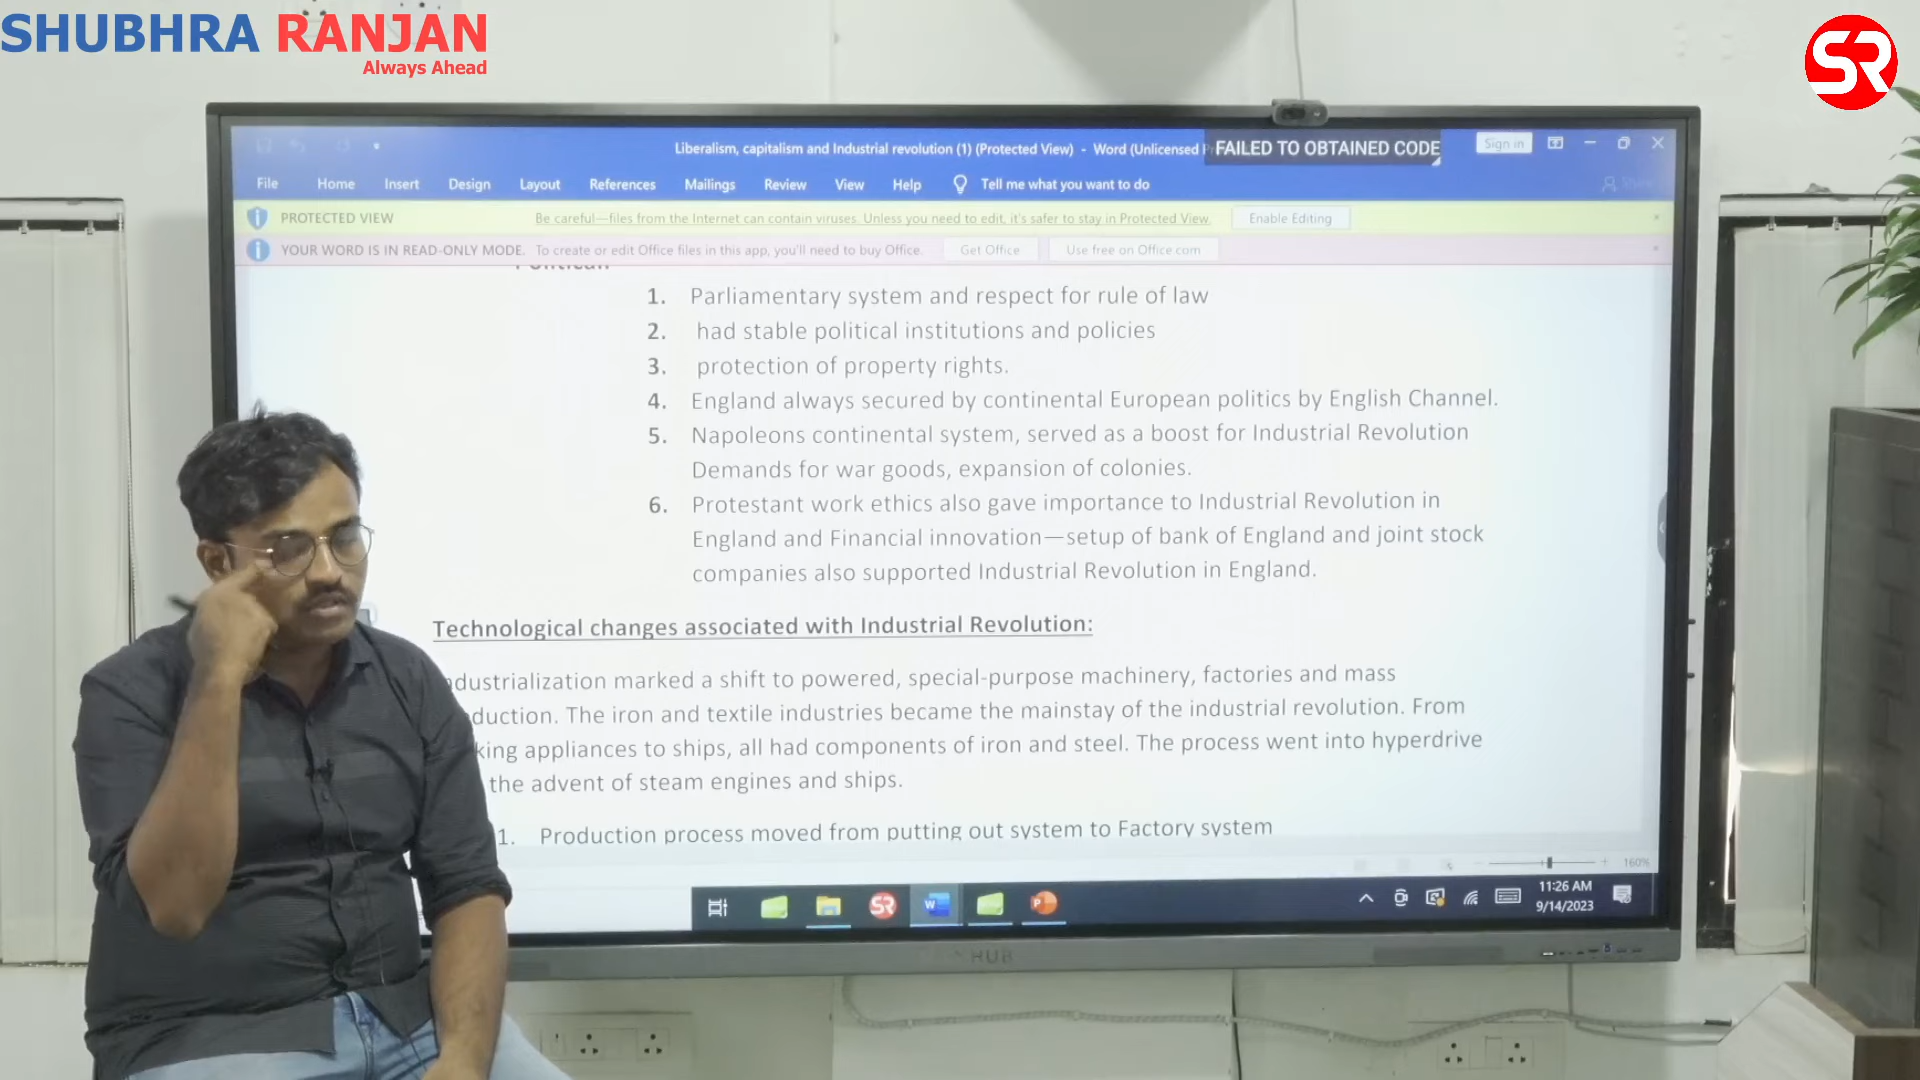 SHUBHRA RANJAN
Always Ahead
SR
Liberalism, capitalism and Industrial revolution (1) (Protected View) - Word (Unlicensed
FAILED TO OBTAINED CODE
Sign in
File Home Insert Design Layout References Mailings Review View Help Tell me what you want to do
PROTECTED VIEW Be careful—files from the Internet can contain viruses. Unless you need to edit, it's safer to stay in Protected View. Enable Editing
YOUR WORD IS IN READ-ONLY MODE. To create or edit Office files in this app, you'll need to buy Office. Get Office Use free on Office.com
1. Parliamentary system and respect for rule of law
2. had stable political institutions and policies
3. protection of property rights.
4. England always secured by continental European politics by English Channel.
5. Napoleons continental system, served as a boost for Industrial Revolution
Demands for war goods, expansion of colonies.
6. Protestant work ethics also gave importance to Industrial Revolution in
England and Financial innovation—setup of bank of England and joint stock
companies also supported Industrial Revolution in England.
Technological changes associated with Industrial Revolution:
ndustrialization marked a shift to powered, special-purpose machinery, factories and mass
duction. The iron and textile industries became the mainstay of the industrial revolution. From
king appliances to ships, all had components of iron and steel. The process went into hyperdrive
the advent of steam engines and ships.
1. Production process moved from putting out system to Factory system
160%
SR W P
11:26 AM
9/14/2023
HUB